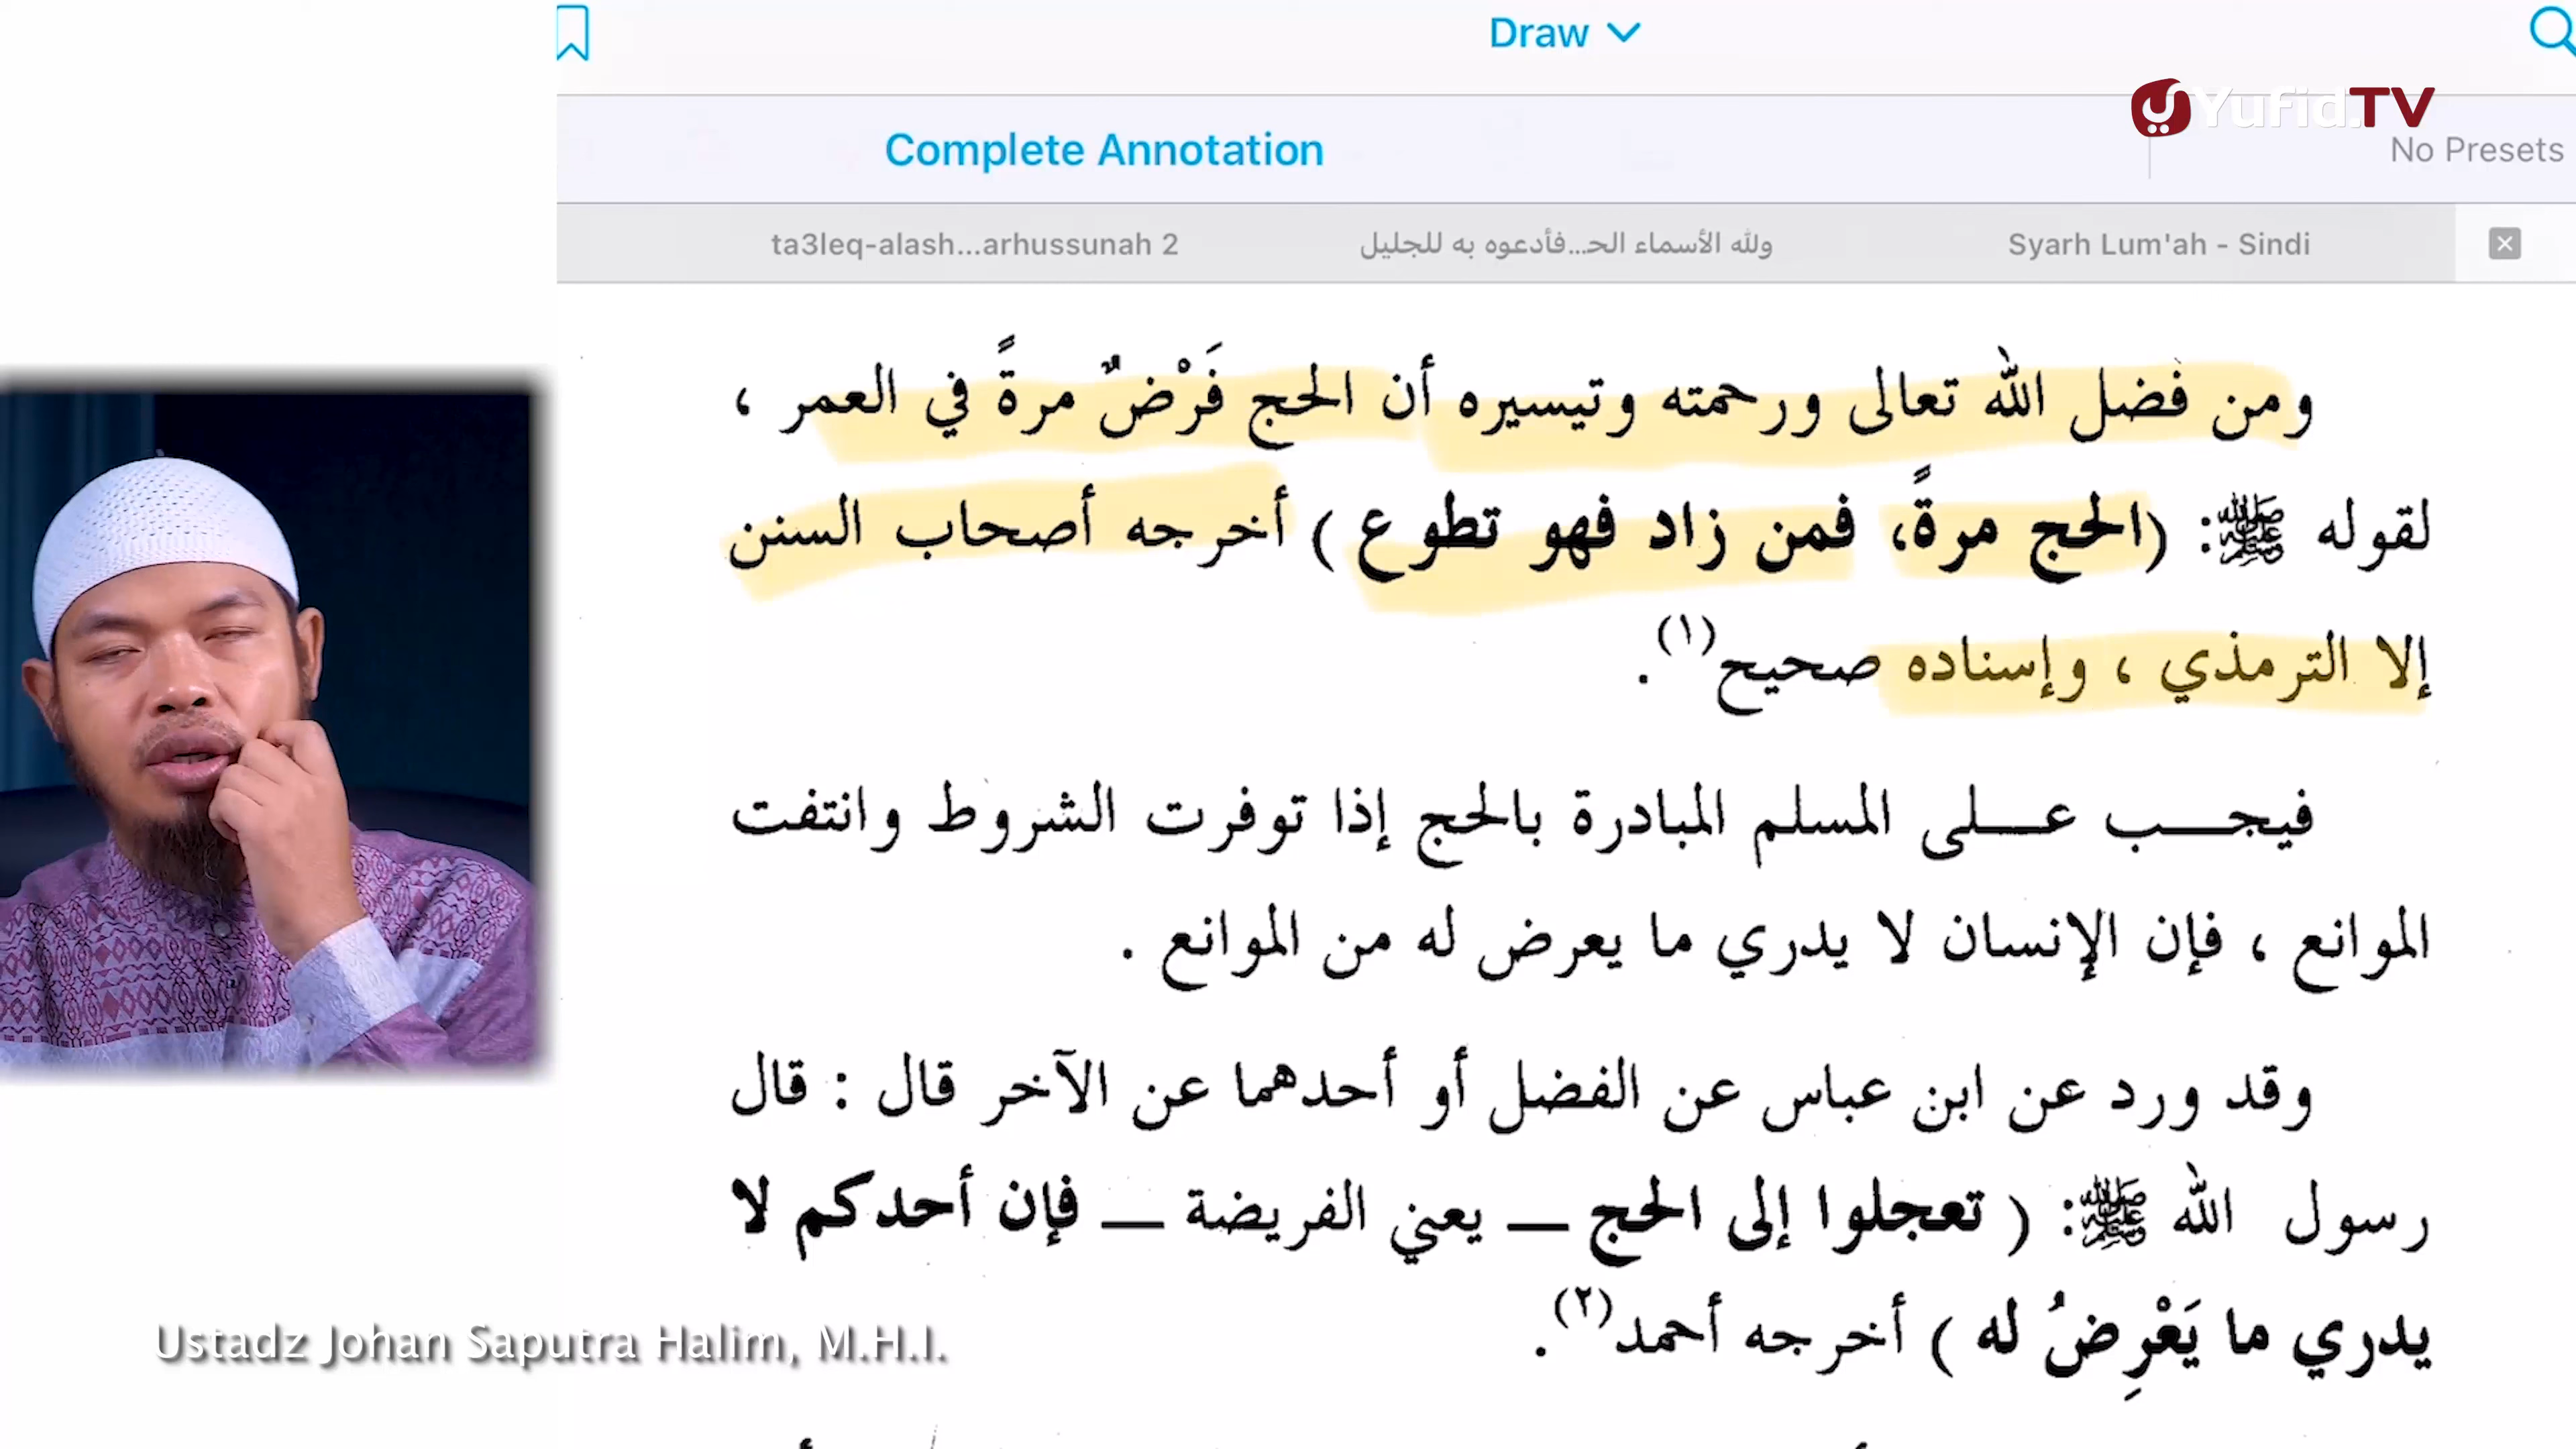 Draw
Yufid.TV
Complete Annotation
No Presets
ta3leq-alash...arhussunah 2
ولله الأسماء الحـ...فأدعوه به للجليل
Syarh Lum'ah - Sindi
ومن فضل الله تعالى ورحمته وتيسيره أن الحج فَرْضٌ مرةً في العمر ،
لقوله ﷺ: (الحج مرةً، فمن زاد فهو تطوع ) أخرجه أصحاب السنن
إلا الترمذي ، وإسناده صحيح(١) .
فيجـــب عـــلى المسلم المبادرة بالحج إذا توفرت الشروط وانتفت
الموانع ، فإن الإنسان لا يدري ما يعرض له من الموانع .
وقد ورد عن ابن عباس عن الفضل أو أحدهما عن الآخر قال : قال
رسول الله ﷺ: ( تعجلوا إلى الحج ــ يعني الفريضة ــ فإن أحدكم لا
يدري ما يَعْرِضُ له ) أخرجه أحمد(٢) .
Ustadz Johan Saputra Halim, M.H.I.